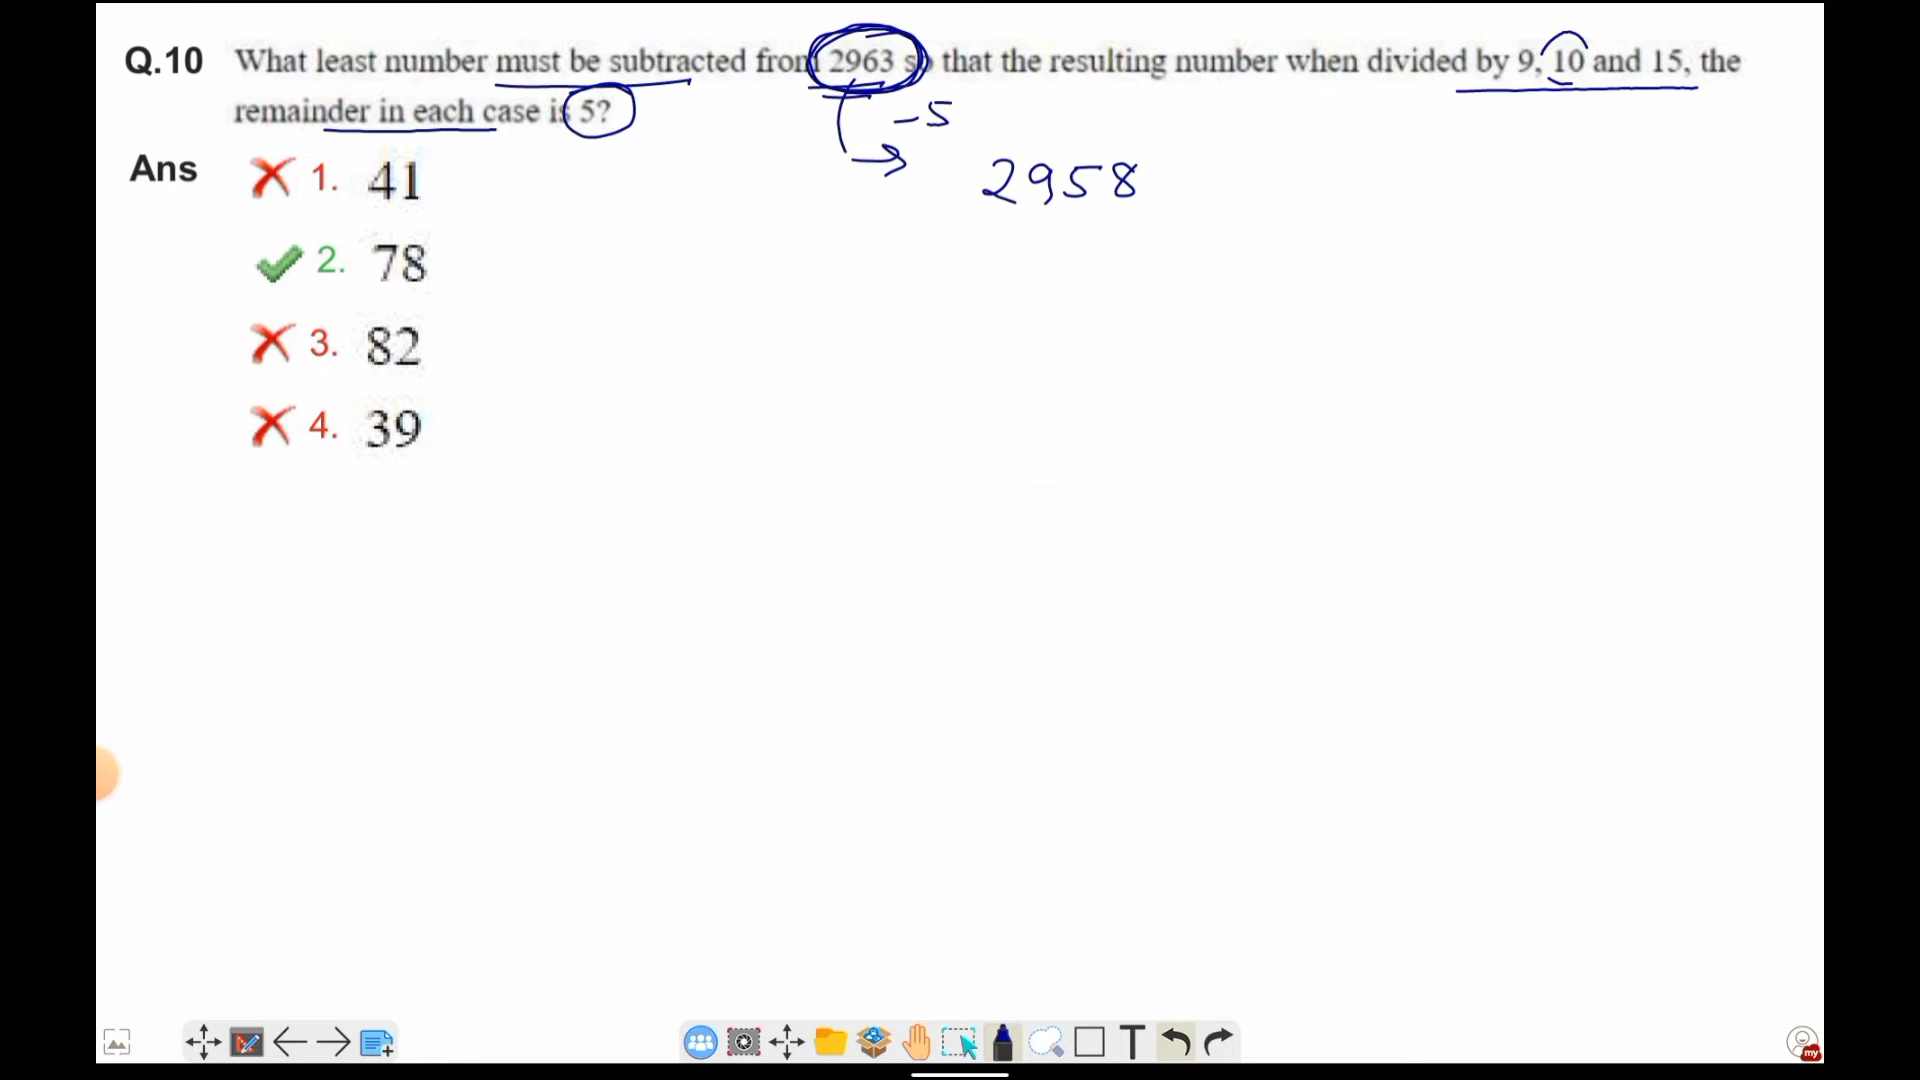 Q.10 What least number must be subtracted from 2963 so that the resulting number when divided by 9, 10 and 15, the
remainder in each case is 5?
-5
Ans 1. 41
2958
2. 78
3. 82
4. 39
T
my